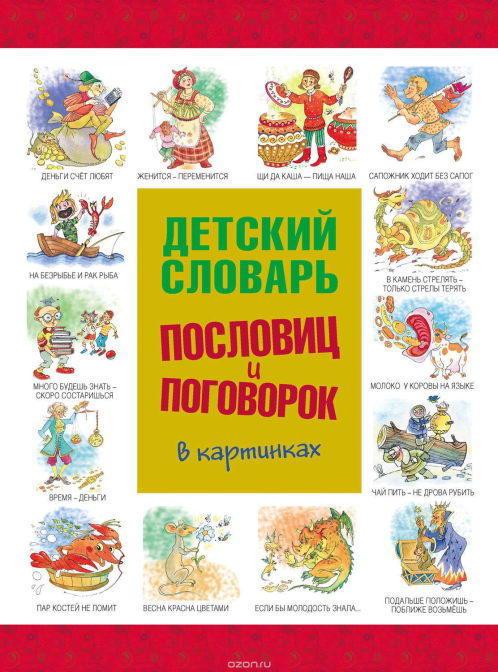 ДЕНЬГИ СЧЁТ ЛЮБЯТ
ЖЕНИТСЯ – ПЕРЕМЕНИТСЯ
ЩИ ДА КАША — ПИЩА НАША
САПОЖНИК ХОДИТ БЕЗ САПОГ
НА БЕЗРЫБЬЕ И РАК РЫБА
ДЕТСКИЙ
СЛОВАРЬ
ПОСЛОВИЦ
и
ПОГОВОРОК
в картинках
В КАМЕНЬ СТРЕЛЯТЬ –
ТОЛЬКО СТРЕЛЫ ТЕРЯТЬ
МНОГО БУДЕШЬ ЗНАТЬ –
СКОРО СОСТАРИШЬСЯ
МОЛОКО У КОРОВЫ НА ЯЗЫКЕ
ВРЕМЯ – ДЕНЬГИ
ЧАЙ ПИТЬ – НЕ ДРОВА РУБИТЬ
ПАР КОСТЕЙ НЕ ЛОМИТ
ВЕСНА КРАСНА ЦВЕТАМИ
ЕСЛИ БЫ МОЛОДОСТЬ ЗНАЛА...
ПОДАЛЬШЕ ПОЛОЖИШЬ –
ПОБЛИЖЕ ВОЗЬМЁШЬ
ozon.ru